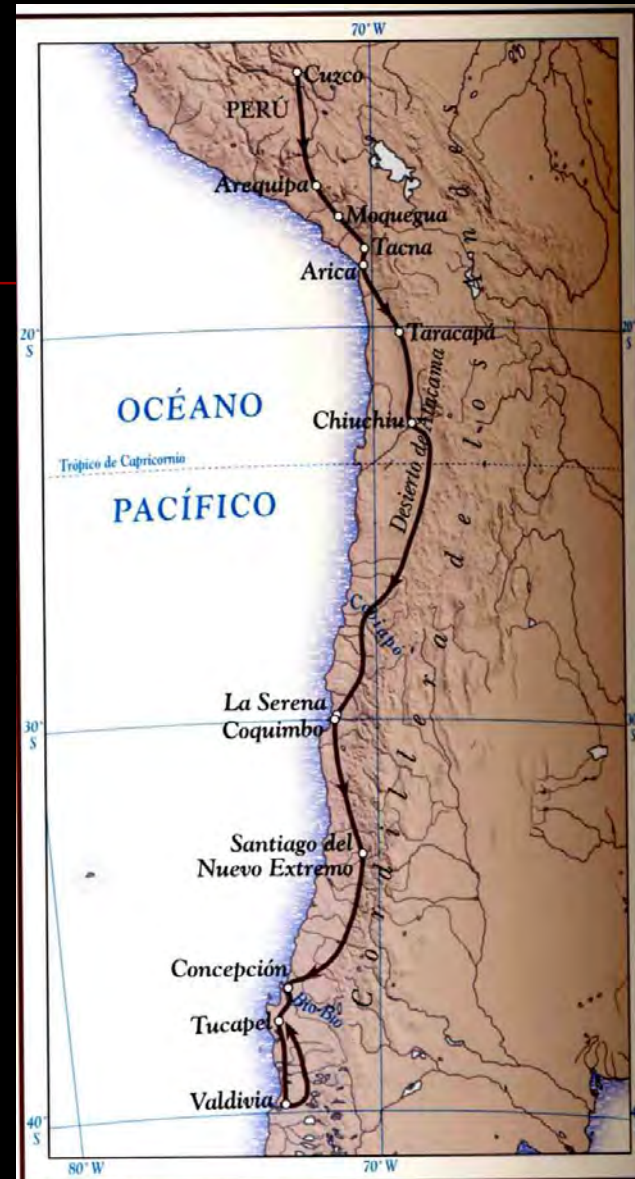 70° W
Cuzco
PERÚ
Arequipa
Moquegua
Tacna
Arica
20°
S
20°
S
Taracapá
OCÉANO
Chiuchiu
Desierto de Atacama
Trópico de Capricornio
PACÍFICO
Copiapó
Cordillera de los Andes
La Serena
Coquimbo
30°
S
30°
S
Santiago del
Nuevo Extremo
Concepción
Bío-Bío
Tucapel
Valdivia
40°
S
80° W
70° W